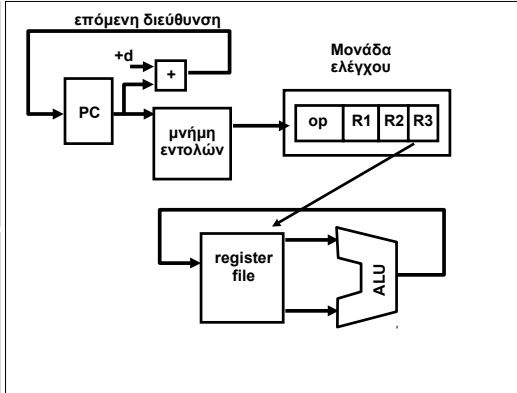 επόμενη διεύθυνση
+d
+
Μονάδα
ελέγχου
PC
μνήμη
εντολών
op R1 R2 R3
register
file
ALU